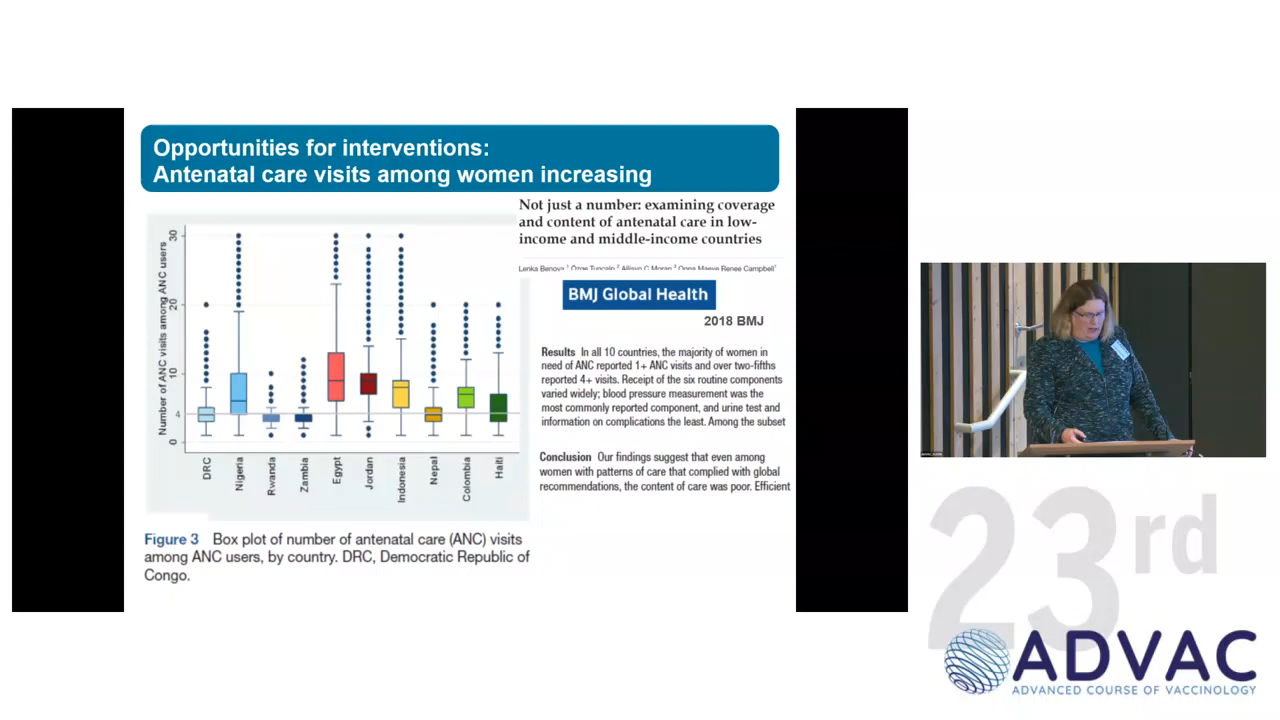 Opportunities for interventions:
Antenatal care visits among women increasing
Not just a number: examining coverage
and content of antenatal care in low-
income and middle-income countries
Lenka Benova, 1 Özge Tunçalp, 2 Allisyn C Moran, 3 Oona Maeve Renee Campbell 1
BMJ Global Health
2018 BMJ
Number of ANC visits among ANC users
30
20
10
4
0
DRC
Nigeria
Rwanda
Zambia
Egypt
Jordan
Indonesia
Nepal
Colombia
Haiti
Results In all 10 countries, the majority of women in
need of ANC reported 1+ ANC visits and over two-fifths
reported 4+ visits. Receipt of the six routine components
varied widely; blood pressure measurement was the
most commonly reported component, and urine test and
information on complications the least. Among the subset
Conclusion Our findings suggest that even among
women with patterns of care that complied with global
recommendations, the content of care was poor. Efficient
Figure 3 Box plot of number of antenatal care (ANC) visits
among ANC users, by country. DRC, Democratic Republic of
Congo.
23rd
ADVAC
ADVANCED COURSE OF VACCINOLOGY